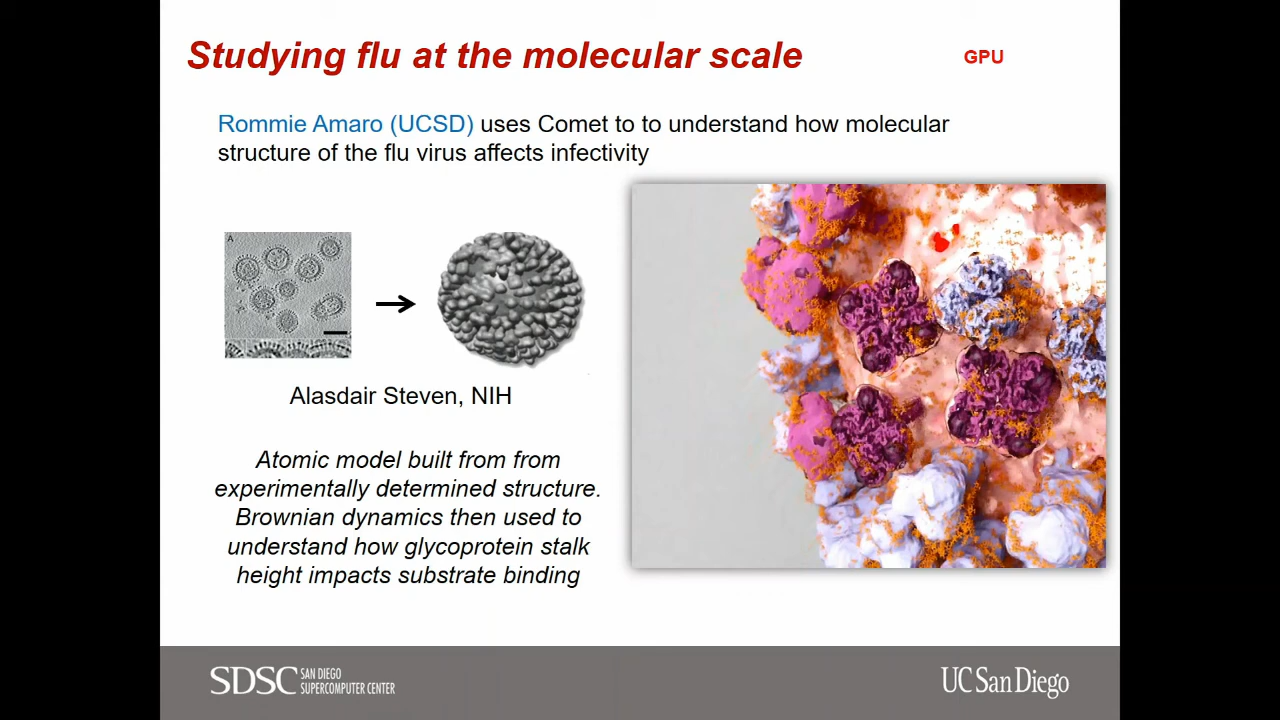 Studying flu at the molecular scale
GPU
Rommie Amaro (UCSD) uses Comet to to understand how molecular
structure of the flu virus affects infectivity
A
Alasdair Steven, NIH
Atomic model built from from
experimentally determined structure.
Brownian dynamics then used to
understand how glycoprotein stalk
height impacts substrate binding
SDSC SAN DIEGO
SUPERCOMPUTER CENTER
UC San Diego